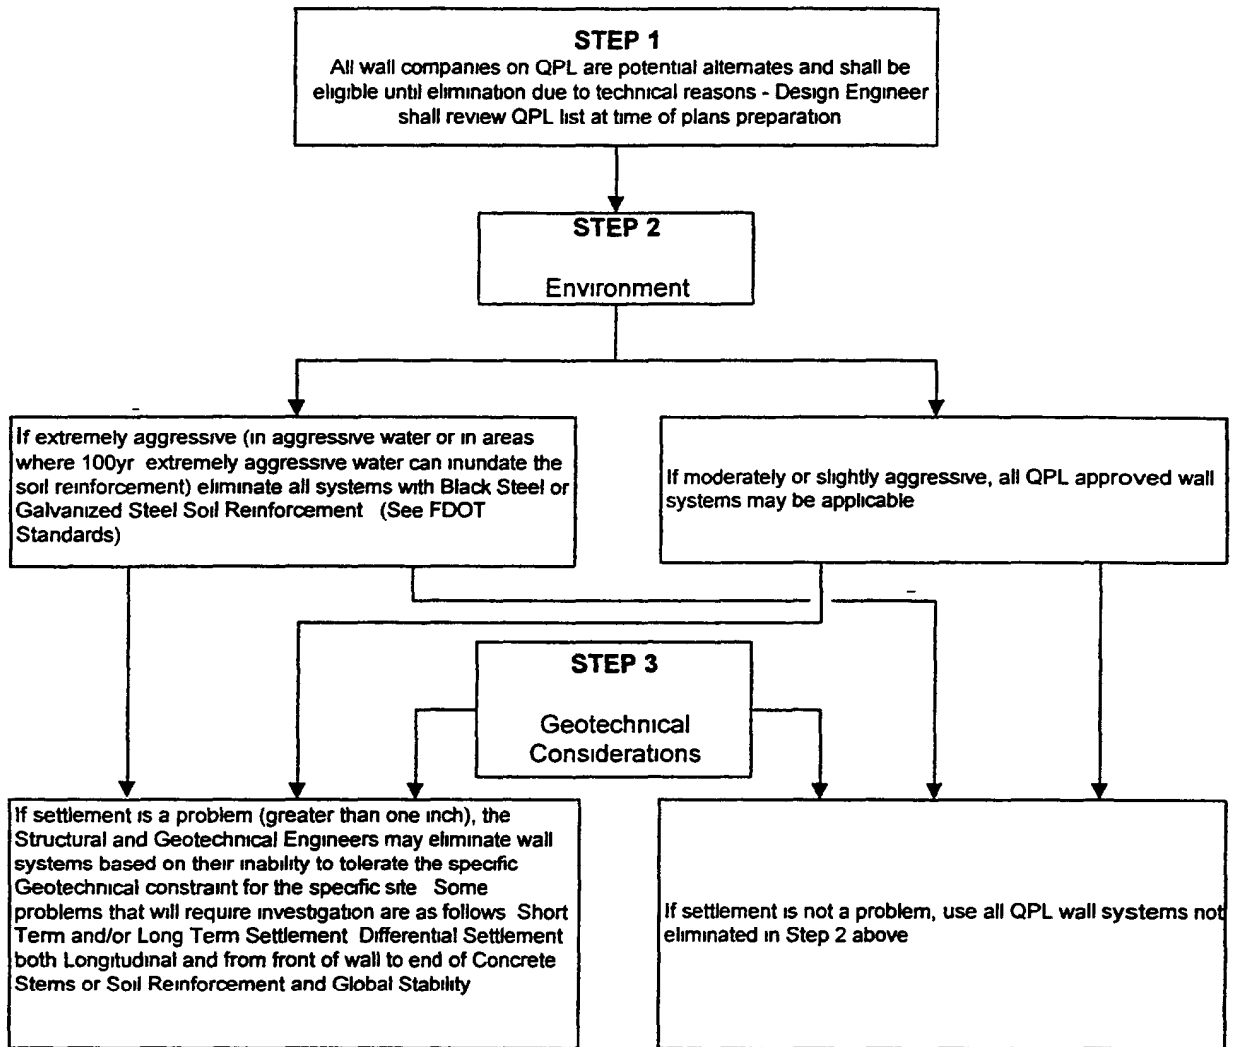 STEP 1
All wall companies on QPL are potential alternates and shall be
eligible until elimination due to technical reasons - Design Engineer
shall review QPL list at time of plans preparation
STEP 2
Environment
If extremely aggressive (in aggressive water or in areas
where 100yr extremely aggressive water can inundate the
soil reinforcement) eliminate all systems with Black Steel or
Galvanized Steel Soil Reinforcement (See FDOT
Standards)
If moderately or slightly aggressive, all QPL approved wall
systems may be applicable
STEP 3
Geotechnical
Considerations
If settlement is a problem (greater than one inch), the
Structural and Geotechnical Engineers may eliminate wall
systems based on their inability to tolerate the specific
Geotechnical constraint for the specific site Some
problems that will require investigation are as follows Short
Term and/or Long Term Settlement Differential Settlement
both Longitudinal and from front of wall to end of Concrete
Stems or Soil Reinforcement and Global Stability
If settlement is not a problem, use all QPL wall systems not
eliminated in Step 2 above